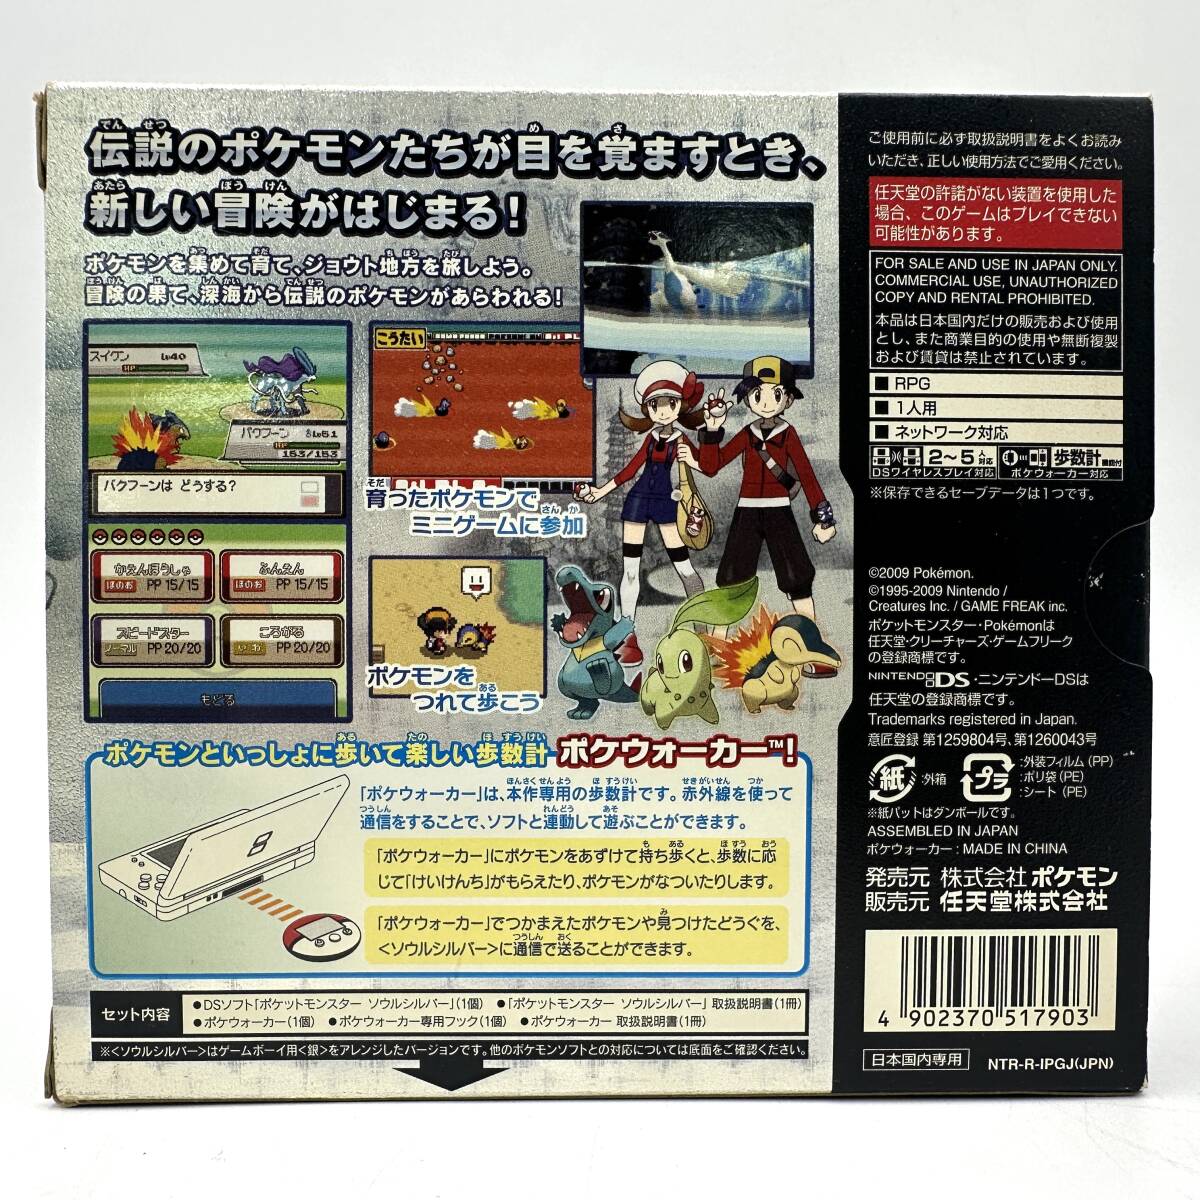 伝説のポケモンたちが目を覚ますとき、
新しい冒険がはじまる!
ポケモンを集めて育て、ジョウト地方を旅しよう。
冒険の果て、深海から伝説のポケモンがあらわれる!
スイクン Lv40
HP
バクフーン ♂Lv51
HP
153/153
バクフーンは どうする?
かえんほうしゃ
ほのお PP 15/15
ふんえん
ほのお PP 15/15
スピードスター
ノーマル PP 20/20
ころがる
いわ PP 20/20
もどる
こうたい
育ったポケモンで
ミニゲームに参加
ポケモンを
つれて歩こう
ポケモンといっしょに歩いて楽しい歩数計 ポケウォーカー™!
「ポケウォーカー」は、本作専用の歩数計です。赤外線を使って
通信をすることで、ソフトと連動して遊ぶことができます。
「ポケウォーカー」にポケモンをあずけて持ち歩くと、歩数に応
じて「けいけんち」がもらえたり、ポケモンがなついたりします。
「ポケウォーカー」でつかまえたポケモンや見つけたどうぐを、
<ソウルシルバー>に通信で送ることができます。
セット内容
●DSソフト「ポケットモンスター ソウルシルバー」(1個) ●「ポケットモンスター ソウルシルバー」取扱説明書(1冊)
●ポケウォーカー(1個) ●ポケウォーカー専用フック(1個) ●ポケウォーカー 取扱説明書(1冊)
※<ソウルシルバー>はゲームボーイ用<銀>をアレンジしたバージョンです。他のポケモンソフトとの対応については底面をご確認ください。
ご使用前に必ず取扱説明書をよくお読み
いただき、正しい使用方法でご愛用ください。
任天堂の許諾がない装置を使用した
場合、このゲームはプレイできない
可能性があります。
FOR SALE AND USE IN JAPAN ONLY.
COMMERCIAL USE, UNAUTHORIZED
COPY AND RENTAL PROHIBITED.
本品は日本国内だけの販売および使用
とし、また商業目的の使用や無断複製
および賃貸は禁止されています。
■RPG
■1人用
■ネットワーク対応
2~5人対応
DSワイヤレスプレイ対応
歩数計機能付
ポケウォーカー対応
※保存できるセーブデータは1つです。
©2009 Pokémon.
©1995-2009 Nintendo /
Creatures Inc. / GAME FREAK inc.
ポケットモンスター・Pokémonは
任天堂・クリーチャーズ・ゲームフリーク
の登録商標です。
NINTENDO DS・ニンテンドーDSは
任天堂の登録商標です。
Trademarks registered in Japan.
意匠登録 第1259804号、第1260043号
紙 :外箱
プラ :外装フィルム(PP)
:ポリ袋(PE)
:シート(PE)
※紙パットはダンボールです。
ASSEMBLED IN JAPAN
ポケウォーカー : MADE IN CHINA
発売元 株式会社 ポケモン
販売元 任天堂株式会社
4 902370 517903
日本国内専用 NTR-R-IPGJ(JPN)